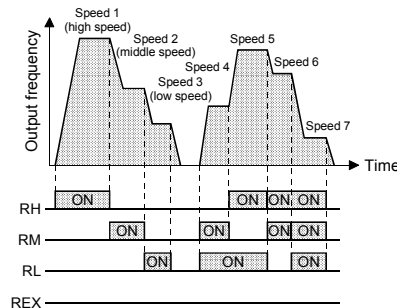 Output frequency
Speed 1
(high speed)
Speed 2
(middle speed)
Speed 3
(low speed)
Speed 4
Speed 5
Speed 6
Speed 7
Time
RH
ON
ON
ON
ON
RM
ON
ON
ON
ON
RL
ON
ON
ON
REX